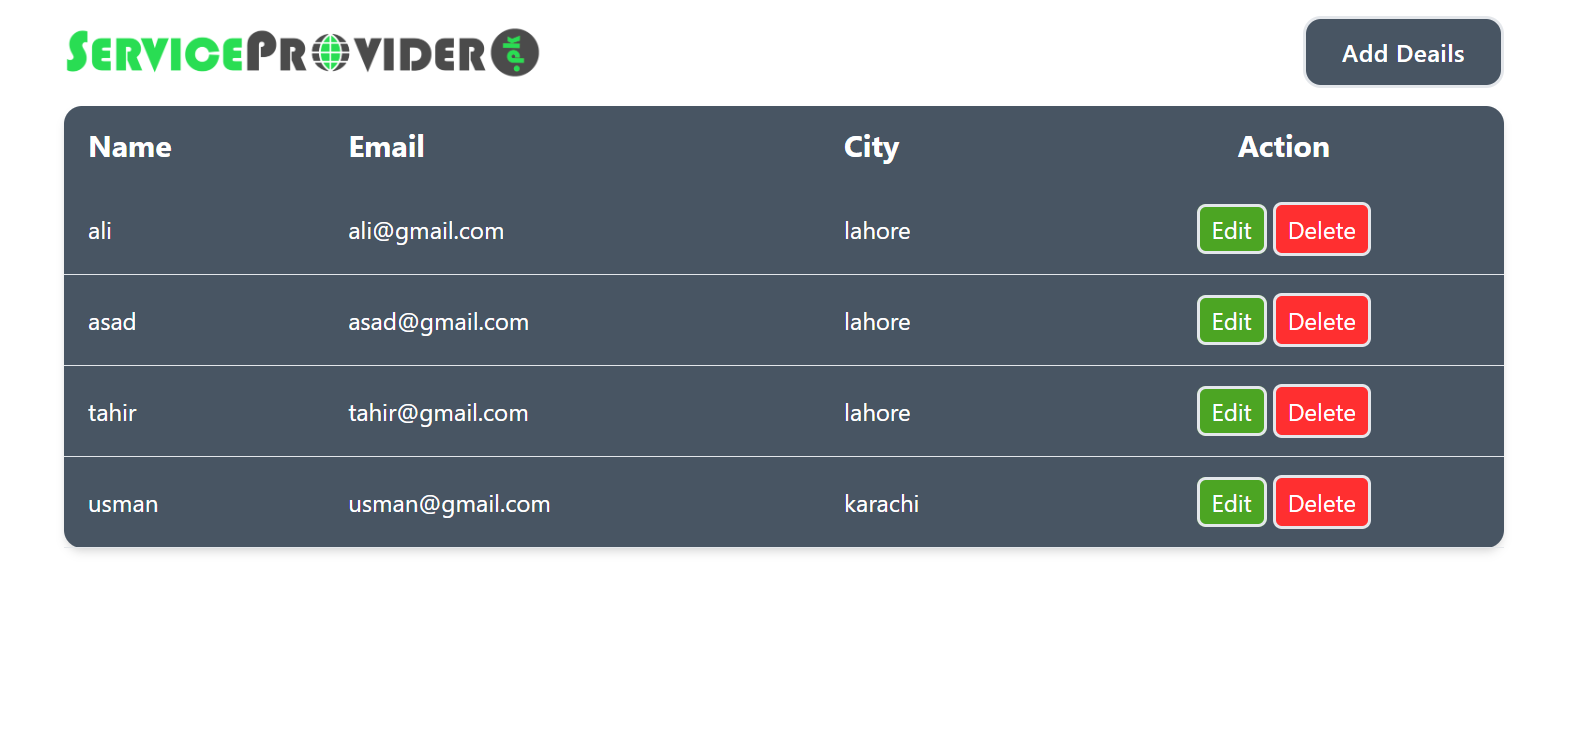 SERVICEPROVIDER.pk
Add Deails
Name Email City Action
ali ali@gmail.com lahore Edit Delete
asad asad@gmail.com lahore Edit Delete
tahir tahir@gmail.com lahore Edit Delete
usman usman@gmail.com karachi Edit Delete